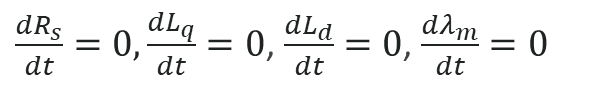 dR_s/dt = 0, dL_q/dt = 0, dL_d/dt = 0, dλ_m/dt = 0